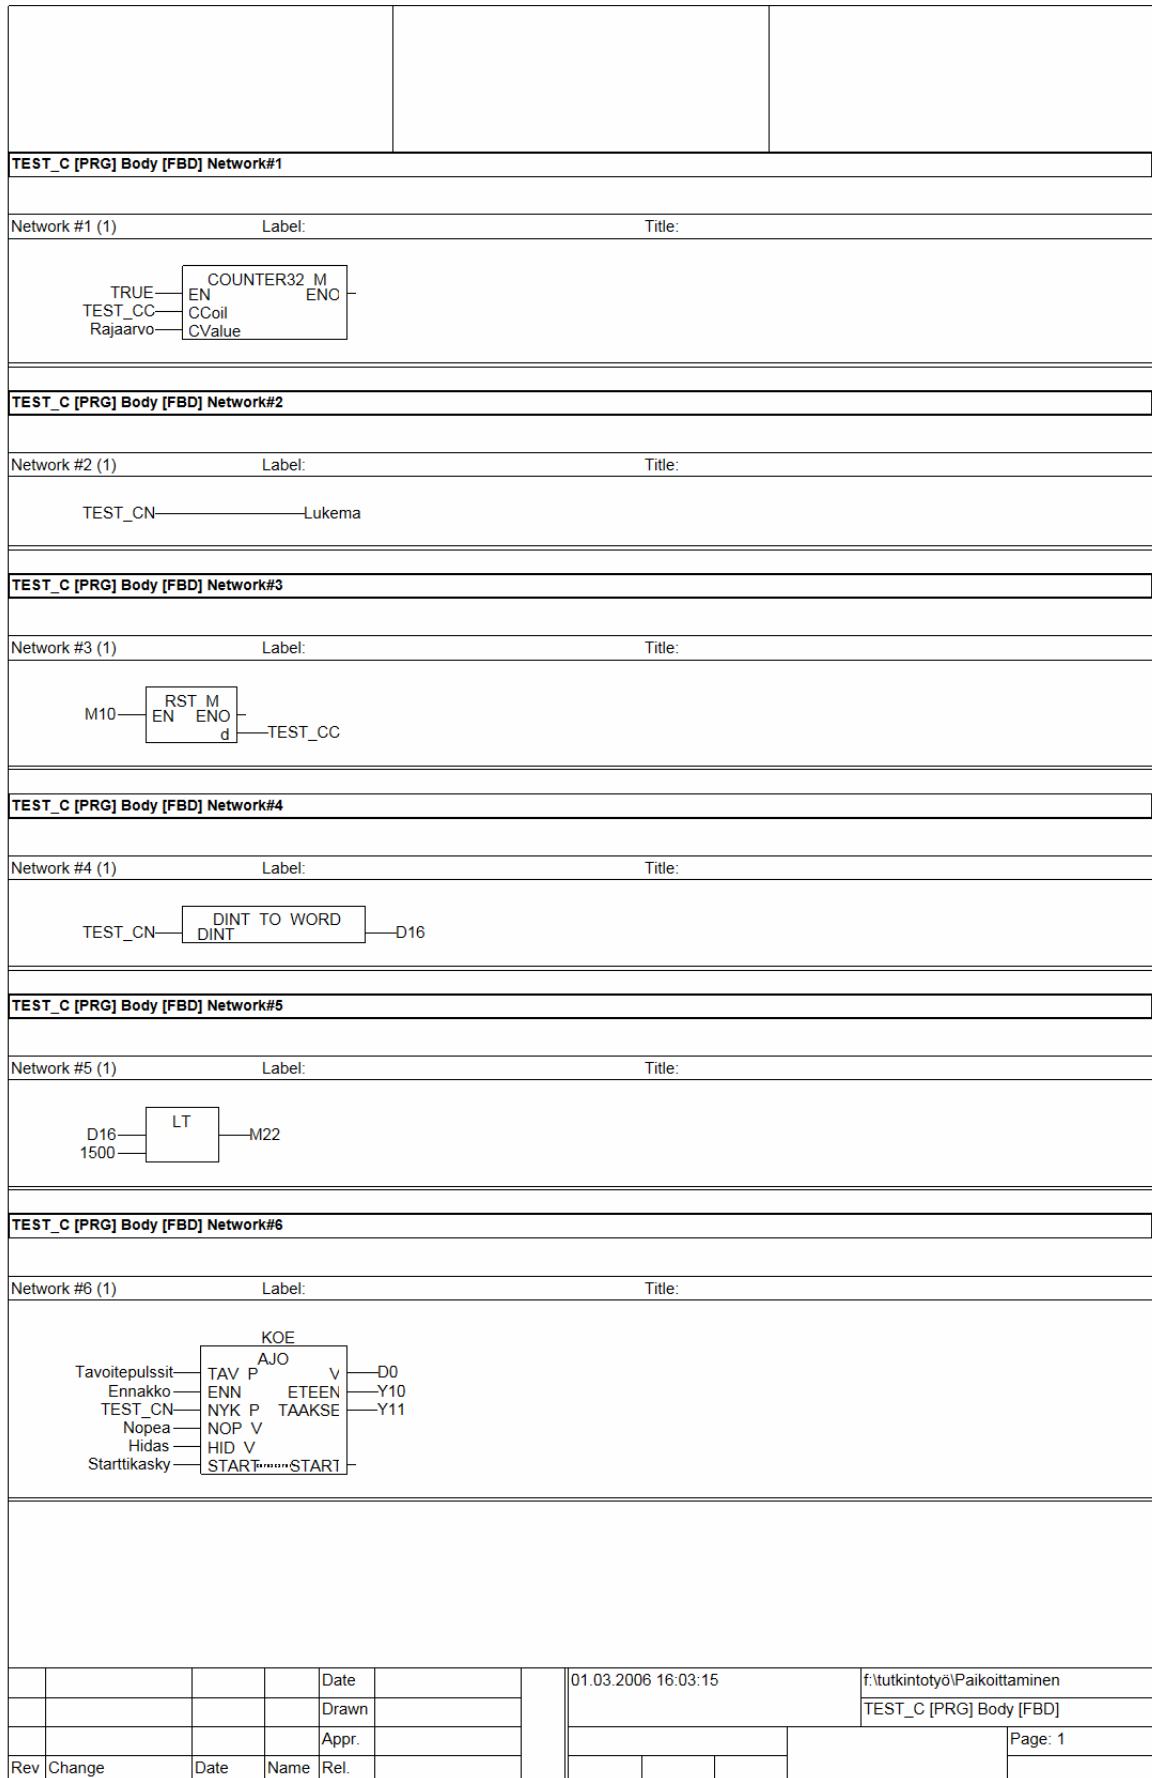 TEST_C [PRG] Body [FBD] Network#1
Network #1 (1) Label: Title:
COUNTER32_M
TRUE EN ENO
TEST_CC CCoil
Rajaarvo CValue
TEST_C [PRG] Body [FBD] Network#2
Network #2 (1) Label: Title:
TEST_CN Lukema
TEST_C [PRG] Body [FBD] Network#3
Network #3 (1) Label: Title:
RST_M
M10 EN ENO
d TEST_CC
TEST_C [PRG] Body [FBD] Network#4
Network #4 (1) Label: Title:
DINT_TO_WORD
TEST_CN DINT D16
TEST_C [PRG] Body [FBD] Network#5
Network #5 (1) Label: Title:
LT
D16 M22
1500
TEST_C [PRG] Body [FBD] Network#6
Network #6 (1) Label: Title:
KOE
AJO
Tavoitepulssit TAV_P V D0
Ennakko ENN ETEEN Y10
TEST_CN NYK_P TAAKSE Y11
Nopea NOP_V
Hidas HID_V
Starttikasky START START
Date 01.03.2006 16:03:15 f:\tutkintotyö\Paikoittaminen
Drawn TEST_C [PRG] Body [FBD]
Appr. Page: 1
Rev Change Date Name Rel.